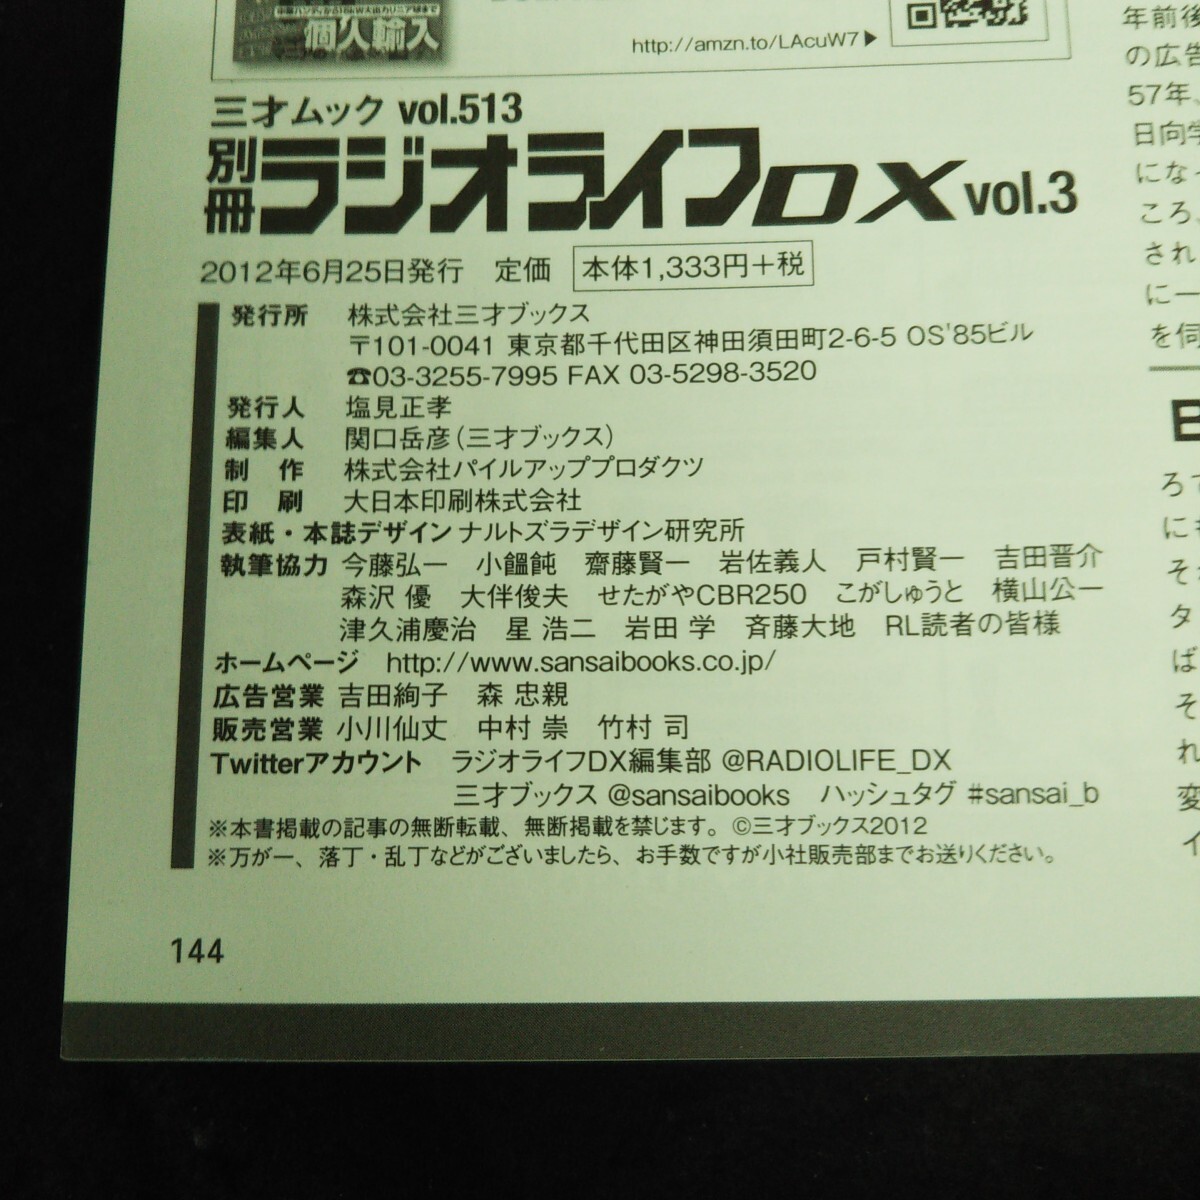 個人輸入
http://amzn.to/LAcuW7▶
三才ムック vol.513
別冊ラジオライフDX vol.3
2012年6月25日発行 定価 本体1,333円+税
発行所 株式会社三才ブックス
〒101-0041 東京都千代田区神田須田町2-6-5 OS'85ビル
☎03-3255-7995 FAX 03-5298-3520
発行人 塩見正孝
編集人 関口岳彦(三才ブックス)
制 作 株式会社パイルアッププロダクツ
印 刷 大日本印刷株式会社
表紙・本誌デザイン ナルトズラデザイン研究所
執筆協力 今藤弘一 小饂飩 齋藤賢一 岩佐義人 戸村賢一 吉田晋介
森沢 優 大伴俊夫 せたがやCBR250 こがしゅうと 横山公一
津久浦慶治 星 浩二 岩田 学 斉藤大地 RL読者の皆様
ホームページ http://www.sansaibooks.co.jp/
広告営業 吉田絢子 森 忠親
販売営業 小川仙丈 中村 崇 竹村 司
Twitterアカウント ラジオライフDX編集部 @RADIOLIFE_DX
三才ブックス @sansaibooks ハッシュタグ #sansai_b
※本書掲載の記事の無断転載、無断掲載を禁じます。©三才ブックス2012
※万が一、落丁・乱丁などがございましたら、お手数ですが小社販売部までお送りください。
144
年前後
の広告
57年、
日向学
になっ
ころ、
され
に一
を伺
ろで
に
そ
タ
ば
そ
れ
変
イ